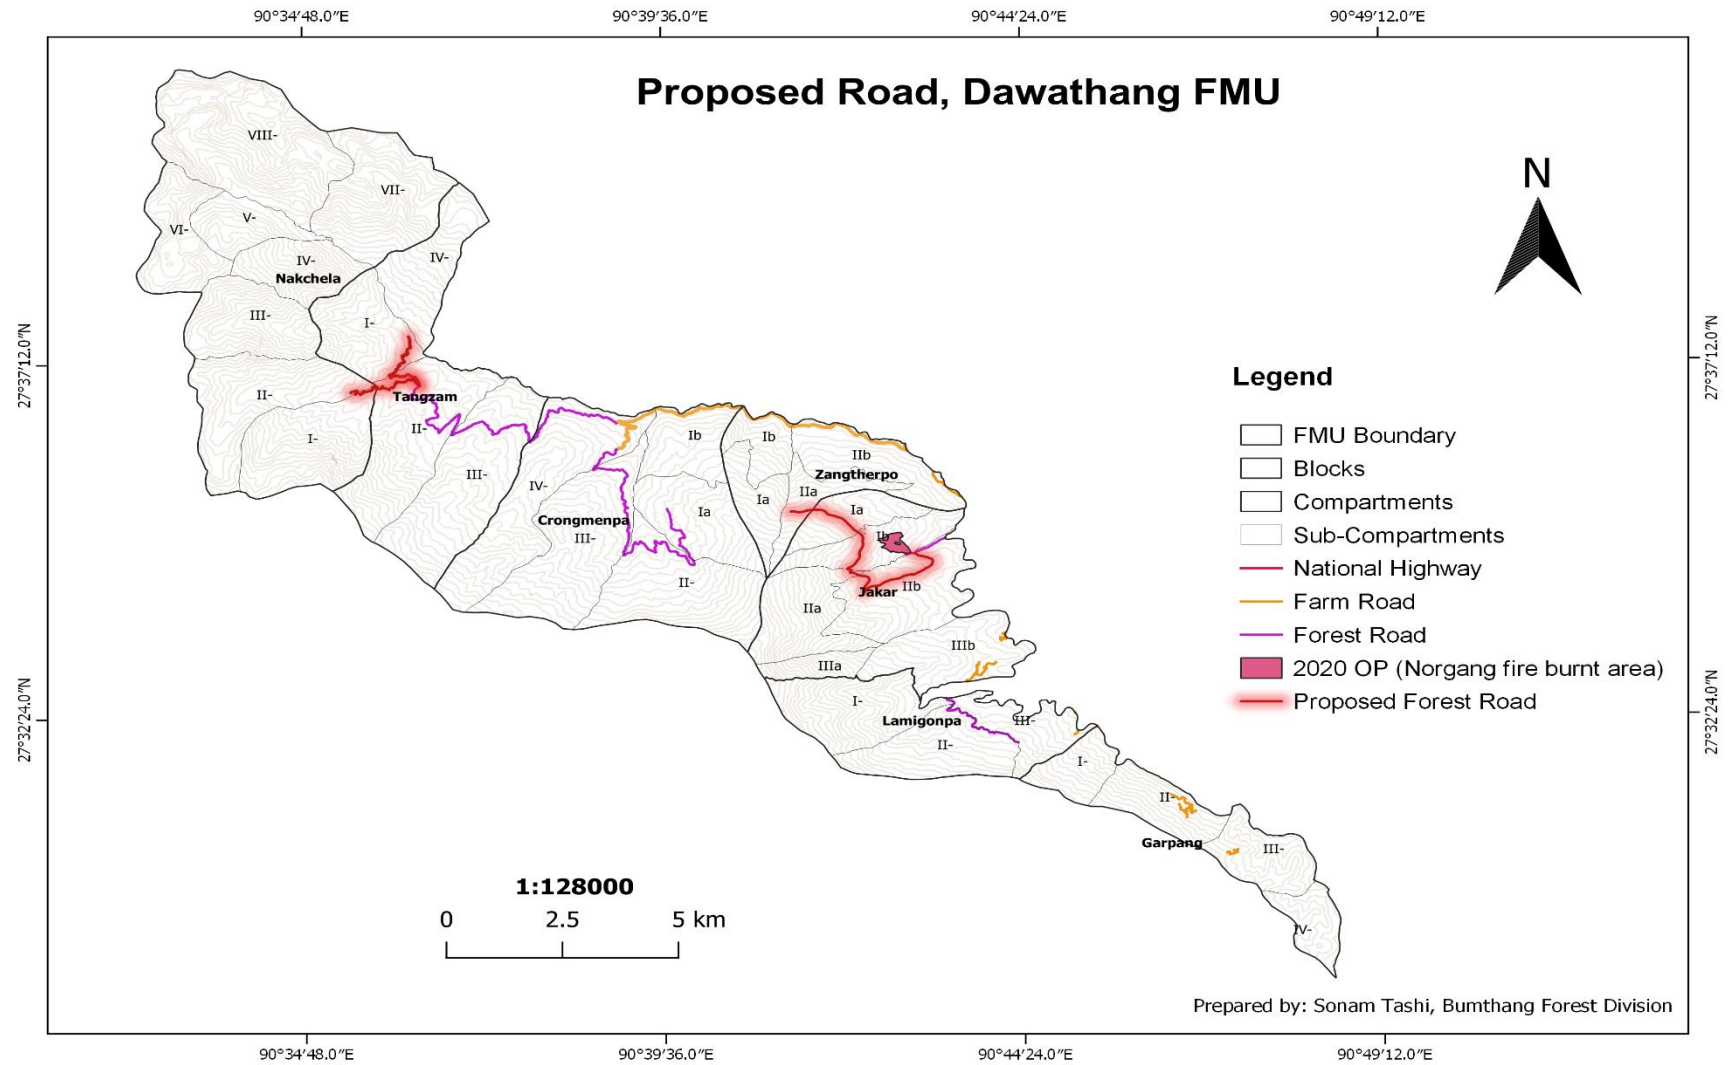 90°34′48.0″E 90°39′36.0″E 90°44′24.0″E 90°49′12.0″E
Proposed Road, Dawathang FMU
N
VIII-
VII-
V-
VI-
IV-
IV-
Nakchela
III-
I-
27°37′12.0″N
27°37′12.0″N
II-
Tangzam
I-
II-
III-
IV-
Crongmenpa
III-
Ib
Ia
II-
Ib
IIb
Zangtherpo
IIa
Ia
Ia
Ib
Jakar
IIb
IIa
IIIb
IIIa
I-
Lamigonpa
III-
II-
I-
II-
Garpang
III-
IV-
Legend
FMU Boundary
Blocks
Compartments
Sub-Compartments
National Highway
Farm Road
Forest Road
2020 OP (Norgang fire burnt area)
Proposed Forest Road
27°32′24.0″N
27°32′24.0″N
1:128000
0 2.5 5 km
Prepared by: Sonam Tashi, Bumthang Forest Division
90°34′48.0″E 90°39′36.0″E 90°44′24.0″E 90°49′12.0″E